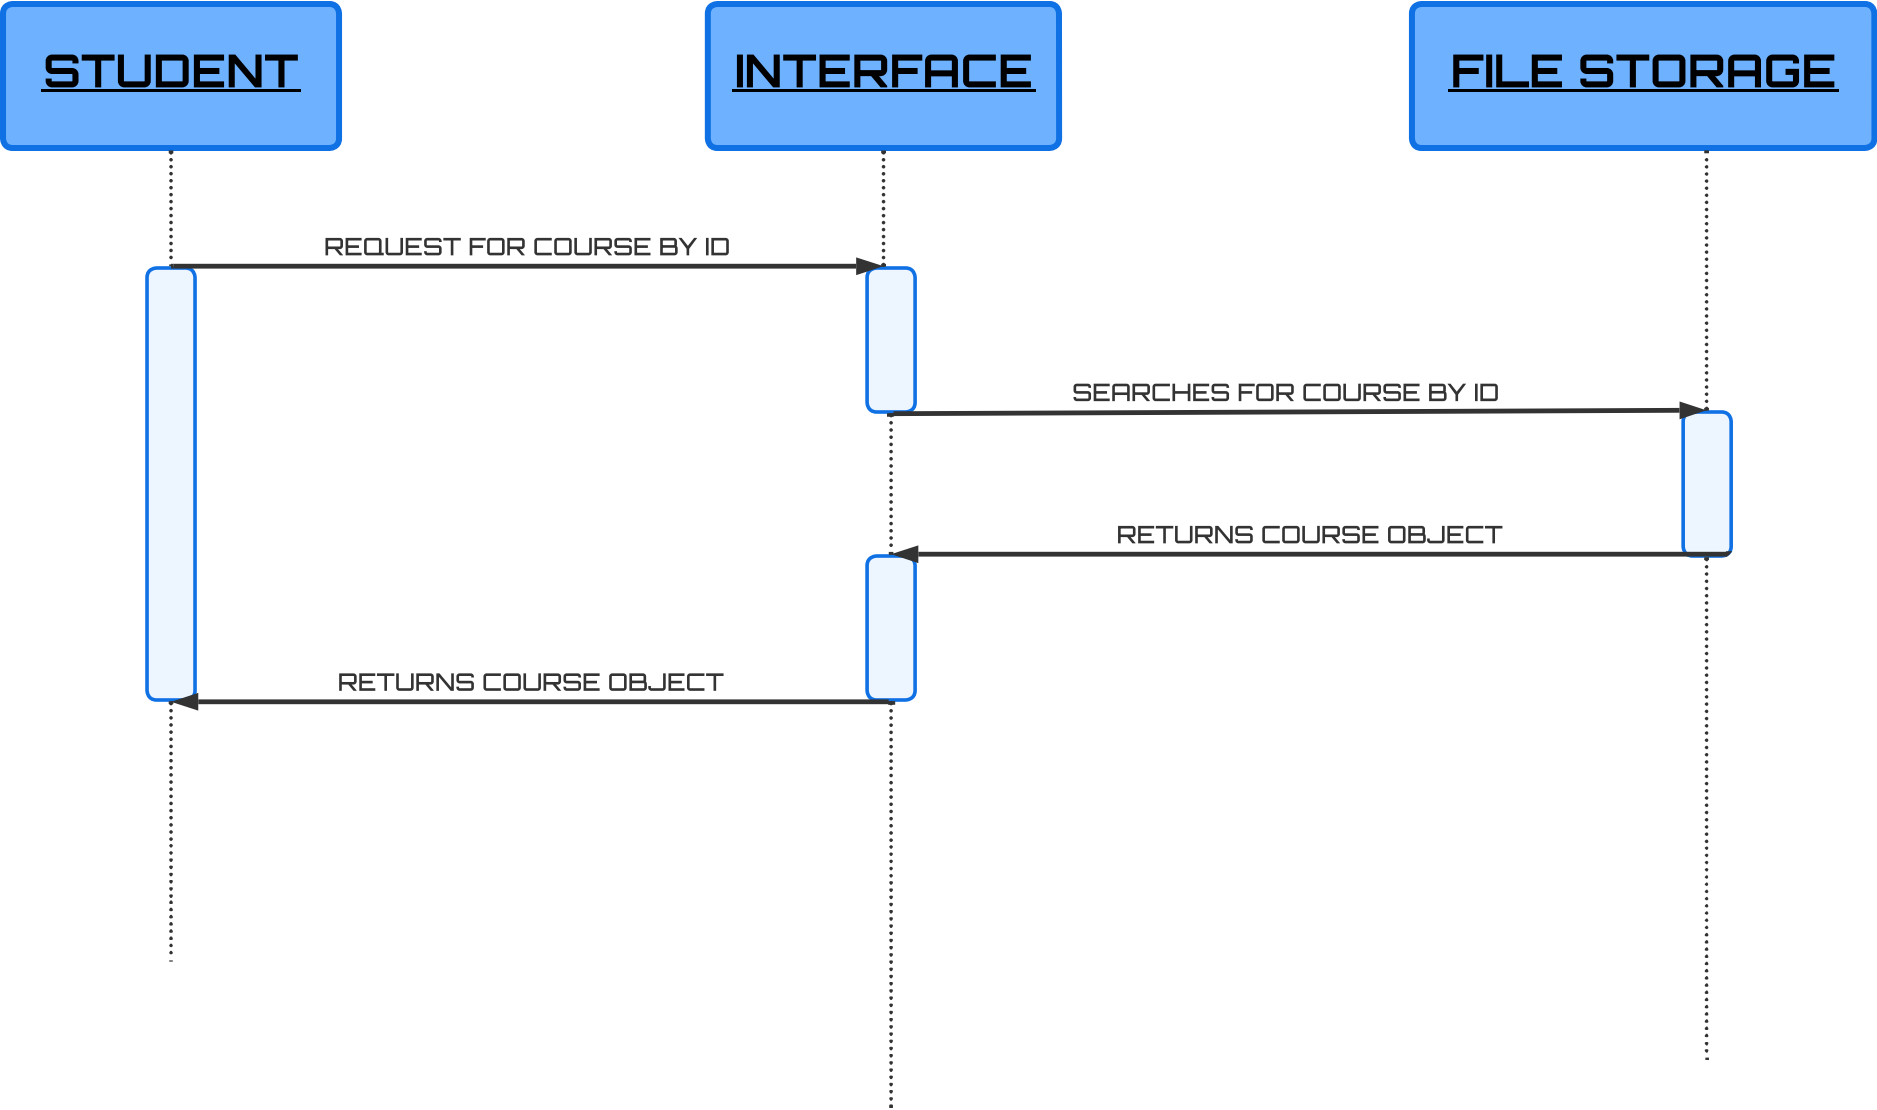 STUDENT
INTERFACE
FILE STORAGE
REQUEST FOR COURSE BY ID
SEARCHES FOR COURSE BY ID
RETURNS COURSE OBJECT
RETURNS COURSE OBJECT